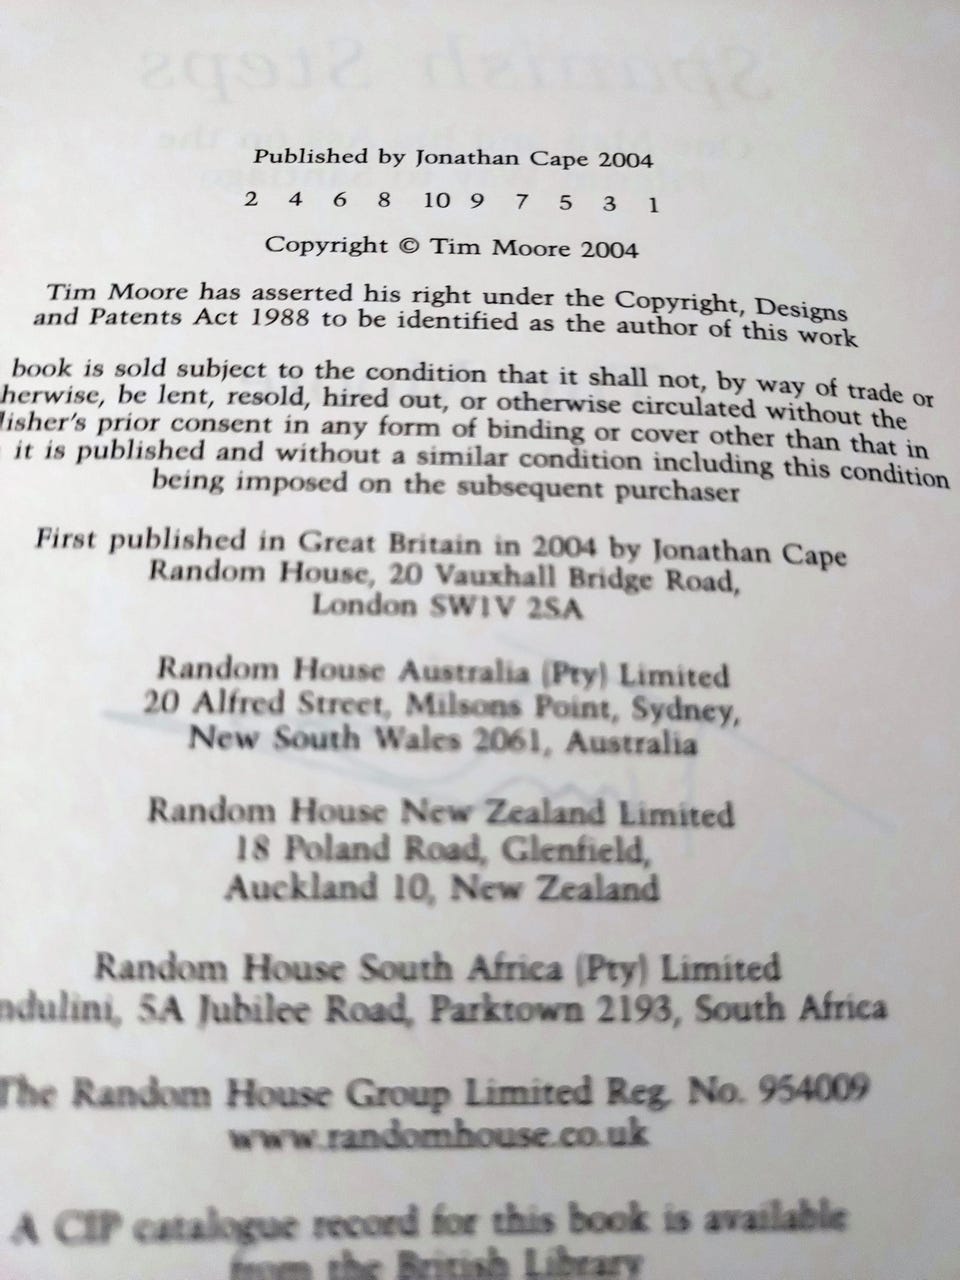 Published by Jonathan Cape 2004
2 4 6 8 10 9 7 5 3 1
Copyright © Tim Moore 2004
Tim Moore has asserted his right under the Copyright, Designs
and Patents Act 1988 to be identified as the author of this work
book is sold subject to the condition that it shall not, by way of trade or
herwise, be lent, resold, hired out, or otherwise circulated without the
lisher's prior consent in any form of binding or cover other than that in
it is published and without a similar condition including this condition
being imposed on the subsequent purchaser
First published in Great Britain in 2004 by Jonathan Cape
Random House, 20 Vauxhall Bridge Road,
London SW1V 2SA
Random House Australia (Pty) Limited
20 Alfred Street, Milsons Point, Sydney,
New South Wales 2061, Australia
Random House New Zealand Limited
18 Poland Road, Glenfield,
Auckland 10, New Zealand
Random House South Africa (Pty) Limited
ndulini, 5A Jubilee Road, Parktown 2193, South Africa
The Random House Group Limited Reg. No. 954009
www.randomhouse.co.uk
A CIP catalogue record for this book is available
from the British Library